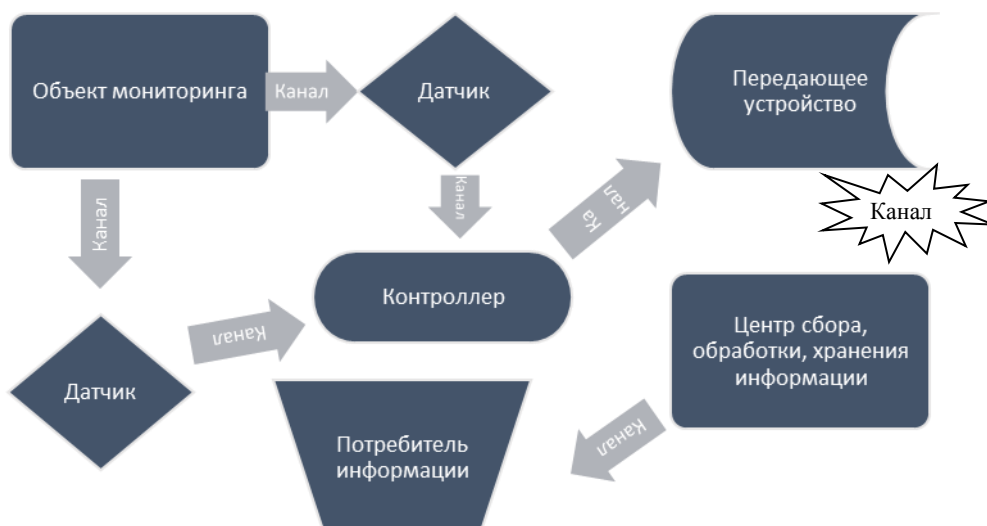 Объект мониторинга
Канал
Датчик
Передающее
устройство
Канал
Канал
Ка
нал
Канал
Контроллер
Канал
Датчик
Центр сбора,
обработки, хранения
информации
Потребитель
информации
Канал